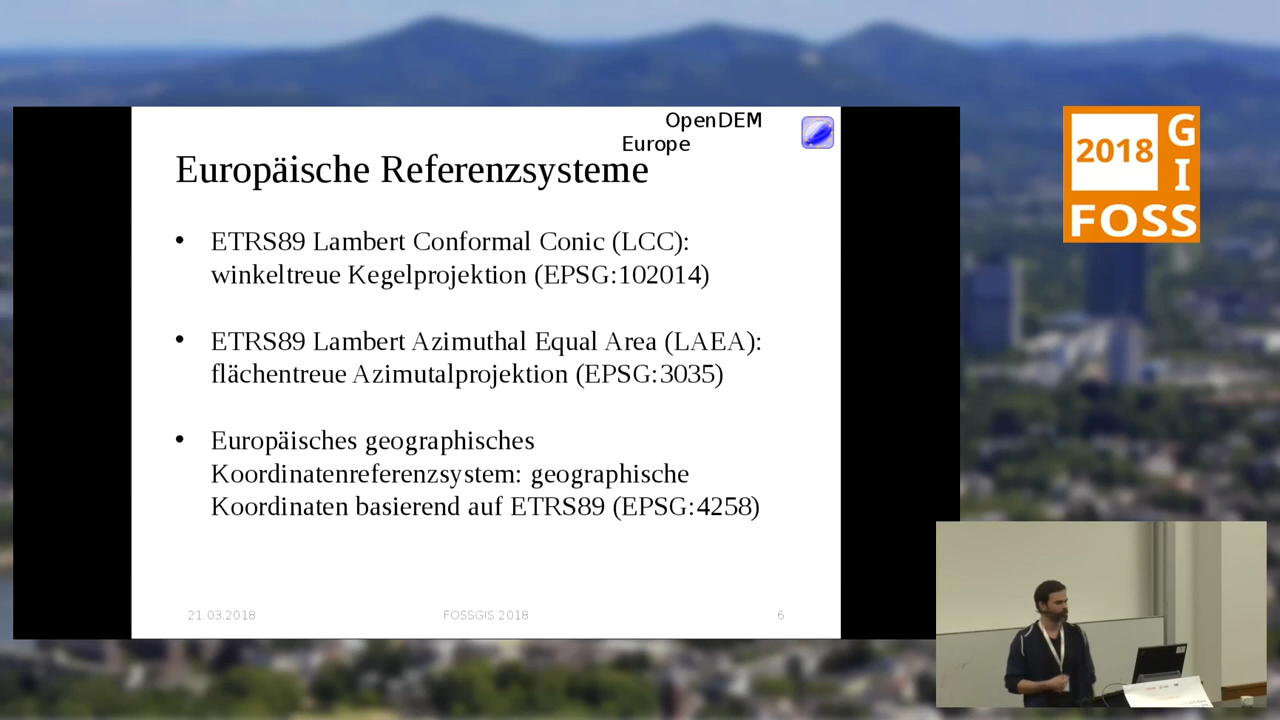 OpenDEM
Europe
Europäische Referenzsysteme
• ETRS89 Lambert Conformal Conic (LCC):
winkeltreue Kegelprojektion (EPSG:102014)
• ETRS89 Lambert Azimuthal Equal Area (LAEA):
flächentreue Azimutalprojektion (EPSG:3035)
• Europäisches geographisches
Koordinatenreferenzsystem: geographische
Koordinaten basierend auf ETRS89 (EPSG:4258)
21.03.2018
FOSSGIS 2018
6
2018
G
I
FOSS